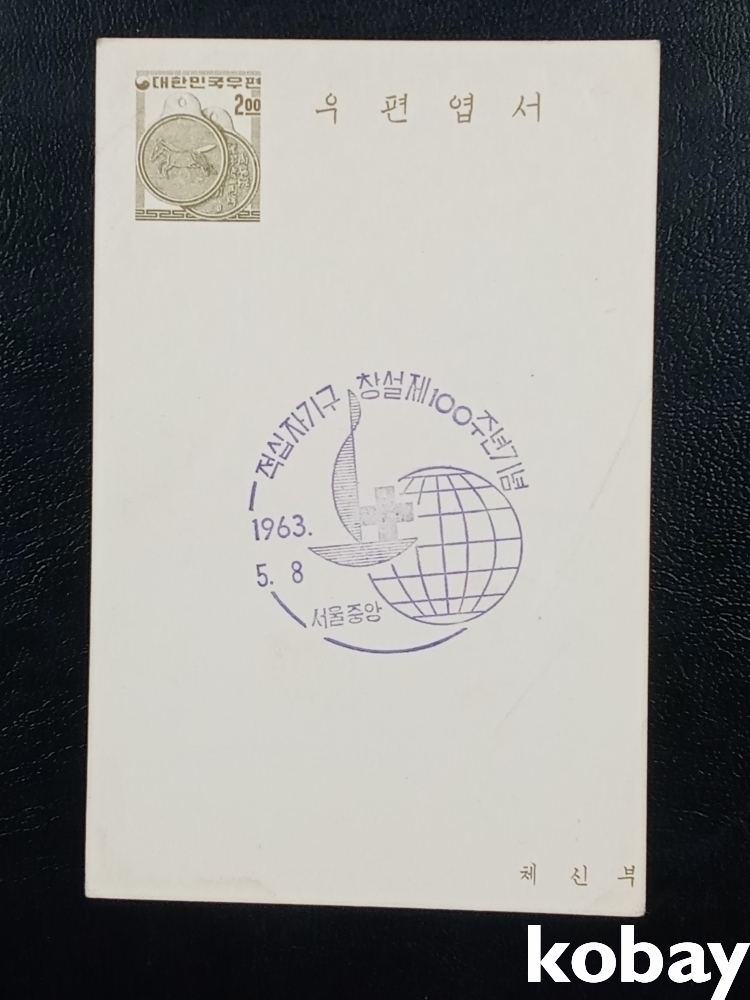 대한민국우편
2.00
우편엽서
적십자기구 창설제100주년기념
1963.
5. 8
서울중앙
체신부
kobay